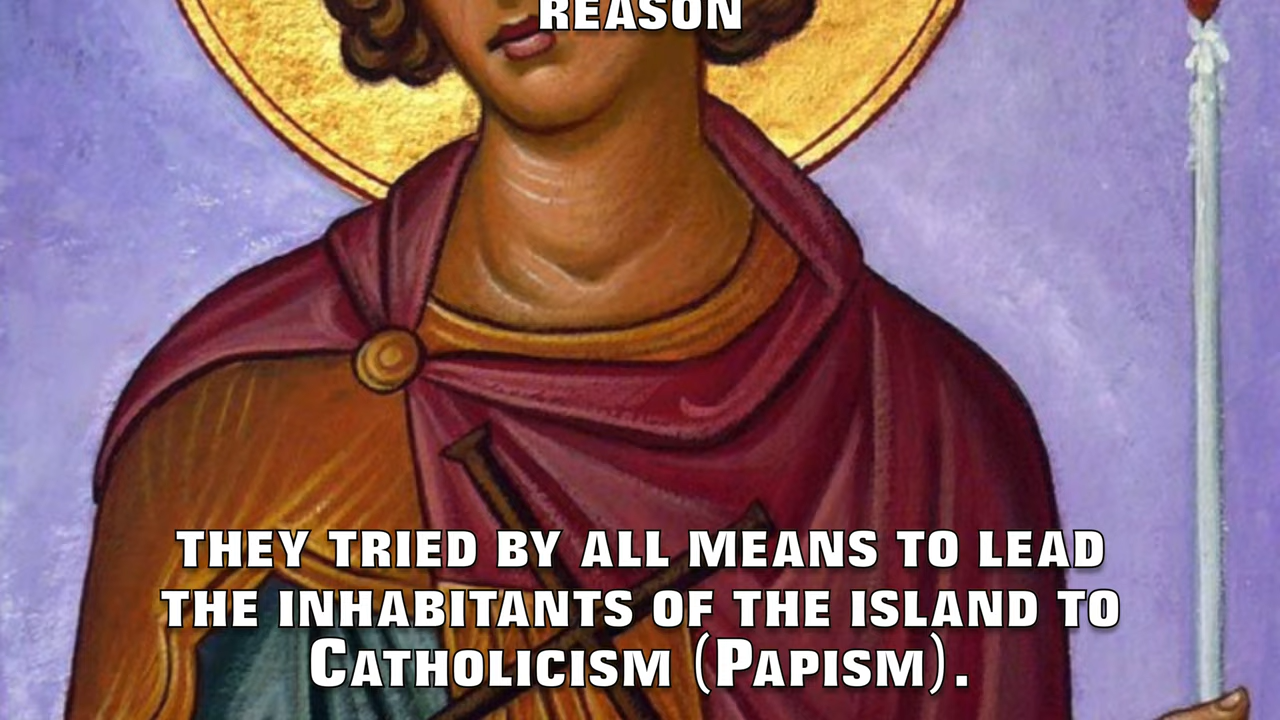 REASON
THEY TRIED BY ALL MEANS TO LEAD
THE INHABITANTS OF THE ISLAND TO
CATHOLICISM (PAPISM).